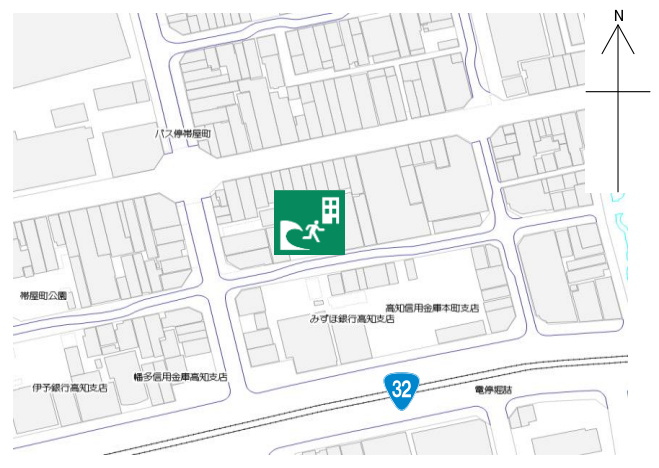 N
バス停帯屋町
帯屋町公園
高知信用金庫本町支店
みずほ銀行高知支店
幡多信用金庫高知支店
伊予銀行高知支店
32
電停堀詰